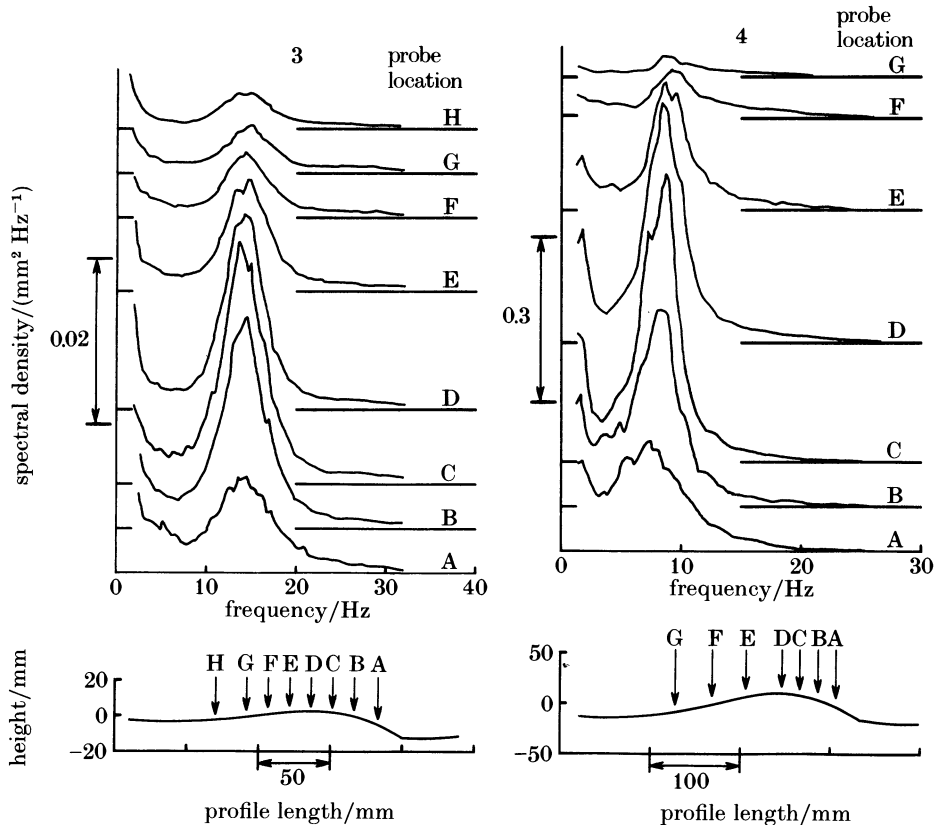 3
probe
location
H
G
F
E
D
C
B
A
spectral density/(mm² Hz⁻¹)
0.02
0 10 20 30 40
frequency/Hz
4
probe
location
G
F
E
D
C
B
A
0.3
0 10 20 30
frequency/Hz
H G F E D C B A
height/mm
20
0
−20
50
profile length/mm
G F E D C B A
50
0
−50
100
profile length/mm